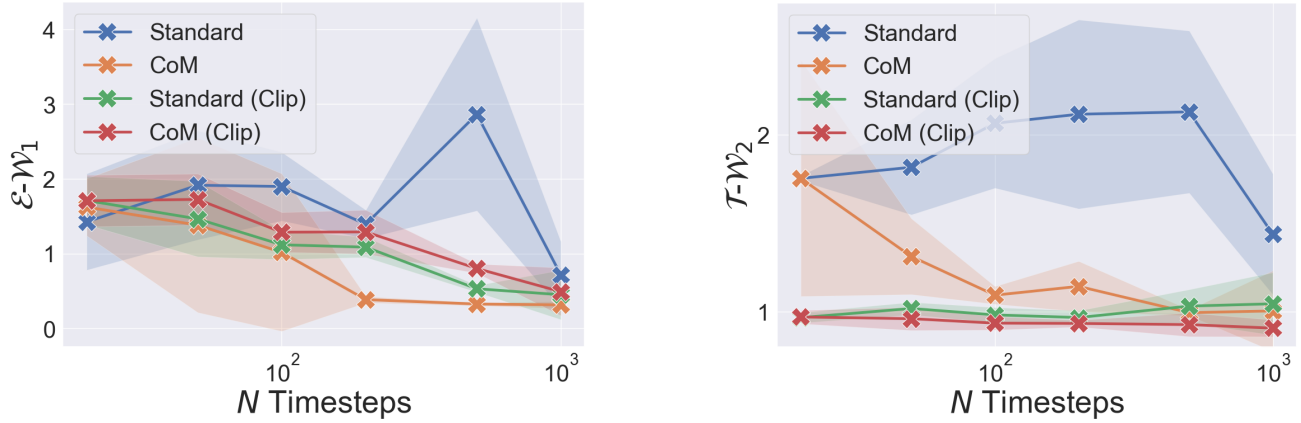 4
3
2
1
0
ℰ-𝒲₁
Standard
CoM
Standard (Clip)
CoM (Clip)
10²
10³
N Timesteps
2
1
𝒯-𝒲₂
Standard
CoM
Standard (Clip)
CoM (Clip)
10²
10³
N Timesteps